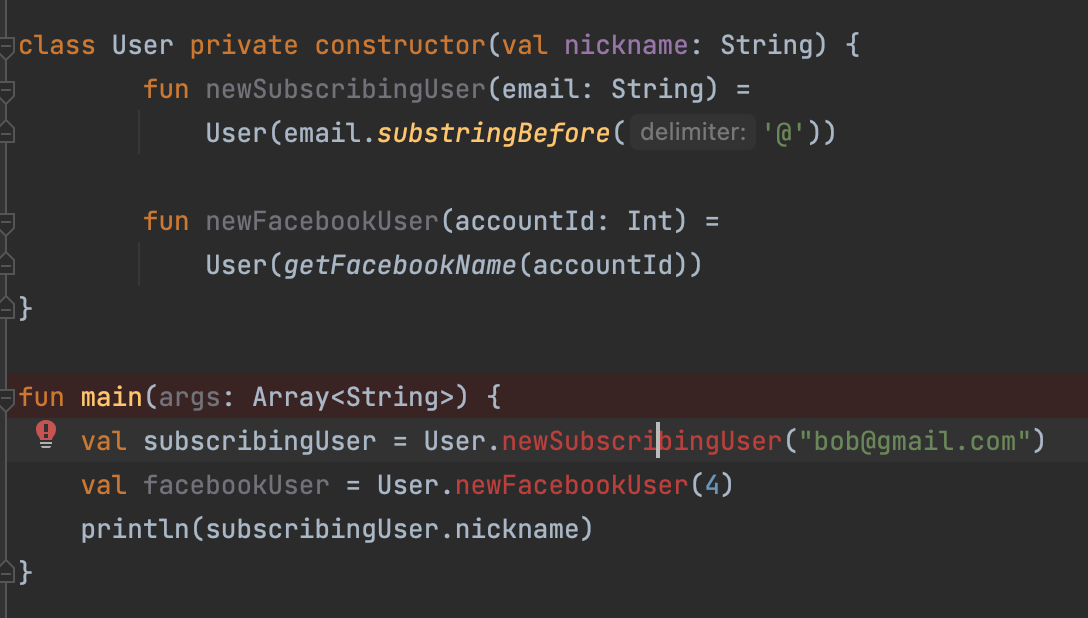 class User private constructor(val nickname: String) {
fun newSubscribingUser(email: String) =
User(email.substringBefore( delimiter: '@'))
fun newFacebookUser(accountId: Int) =
User(getFacebookName(accountId))
}
fun main(args: Array<String>) {
val subscribingUser = User.newSubscribingUser("bob@gmail.com")
val facebookUser = User.newFacebookUser(4)
println(subscribingUser.nickname)
}